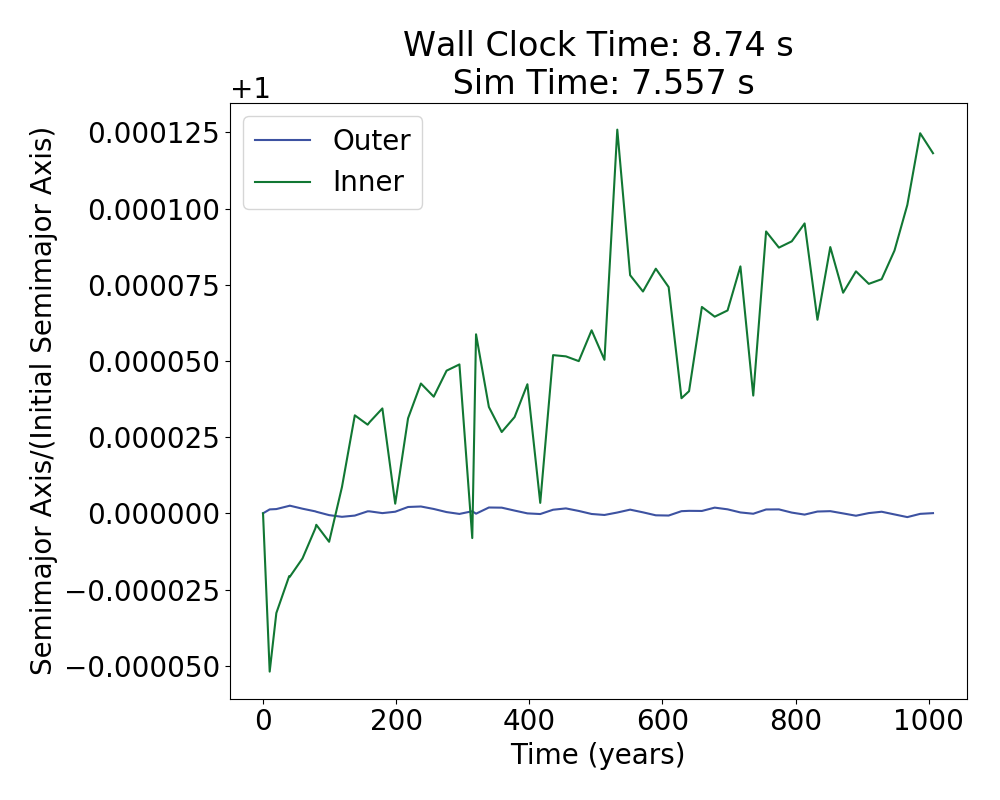 Wall Clock Time: 8.74 s
Sim Time: 7.557 s
+1
Outer
Inner
Semimajor Axis/(Initial Semimajor Axis)
0.000125
0.000100
0.000075
0.000050
0.000025
0.000000
−0.000025
−0.000050
0 200 400 600 800 1000
Time (years)